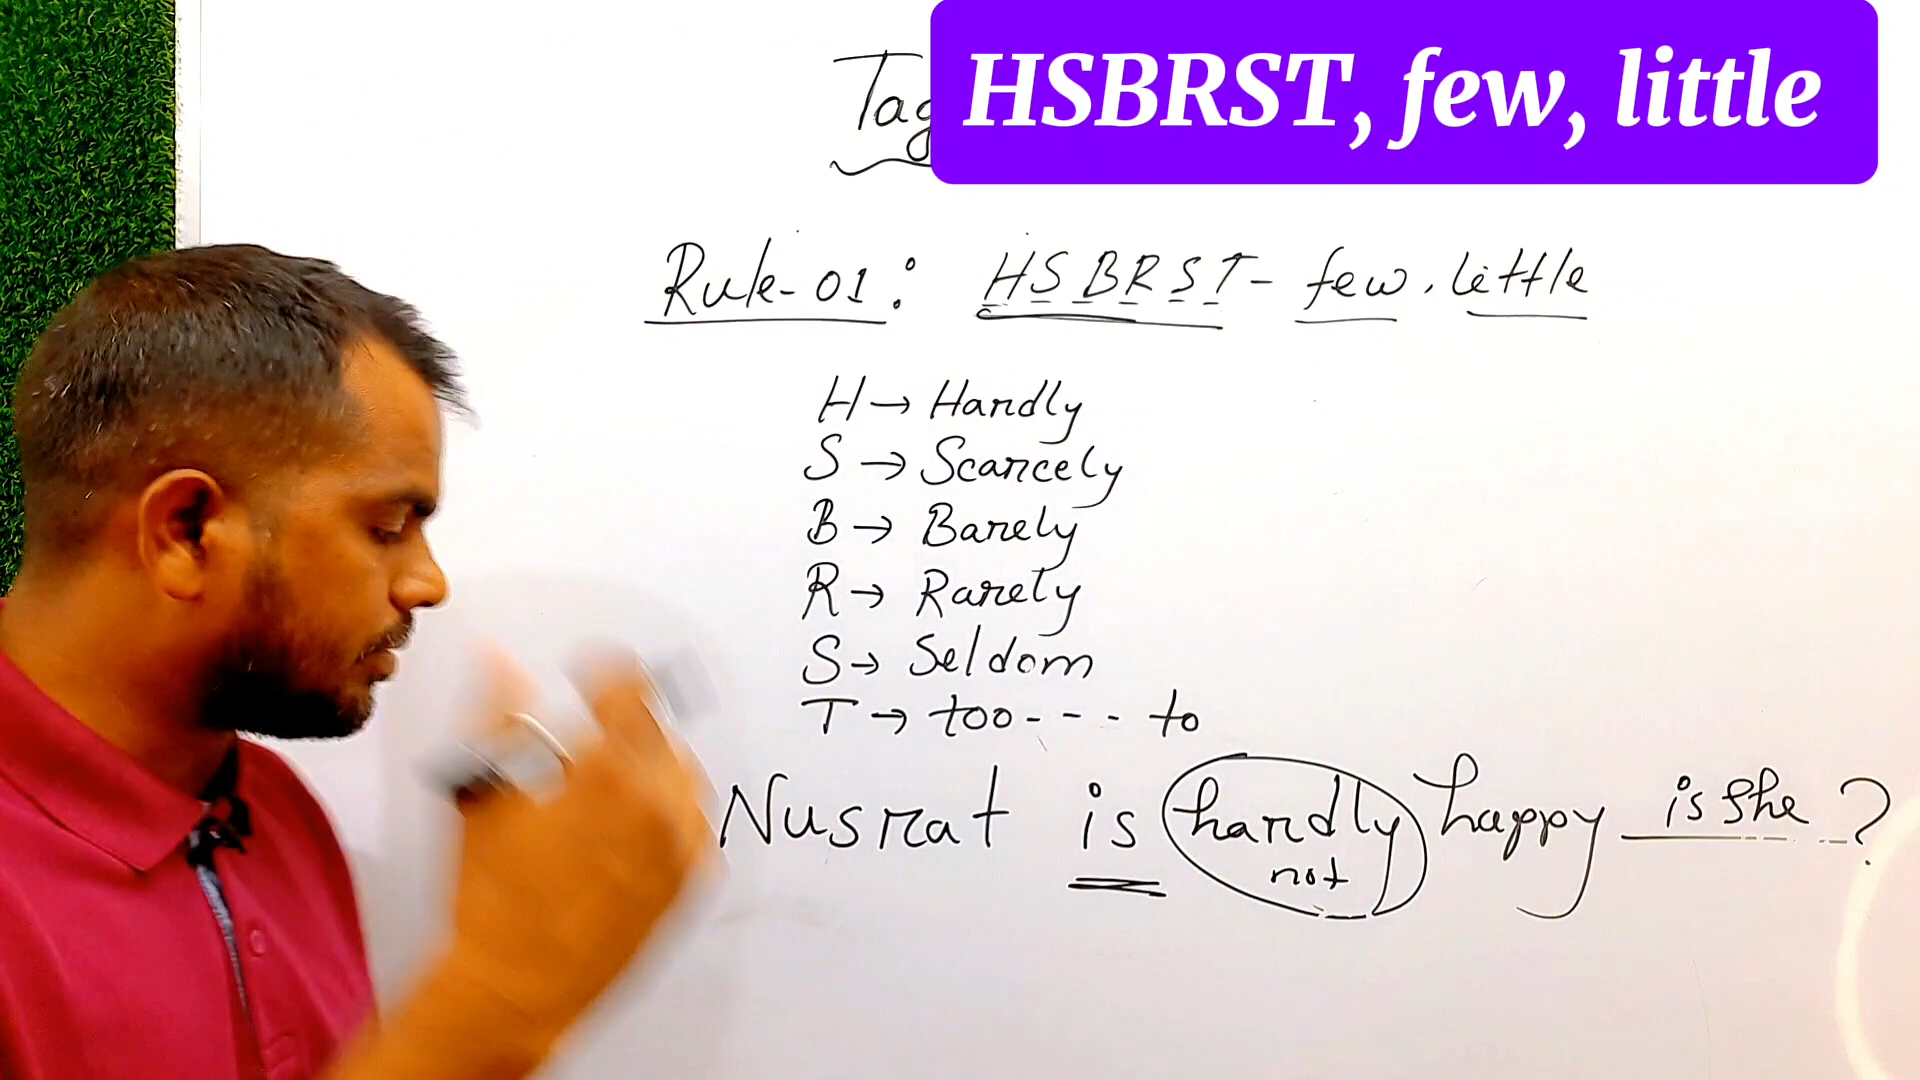 Tag
HSBRST, few, little
Rule-01: HSBRST- few, little
H → Hardly
S → Scarcely
B → Barely
R → Rarely
S → Seldom
T → too- - - - to
Nusrat is hardly happy is she ?
not